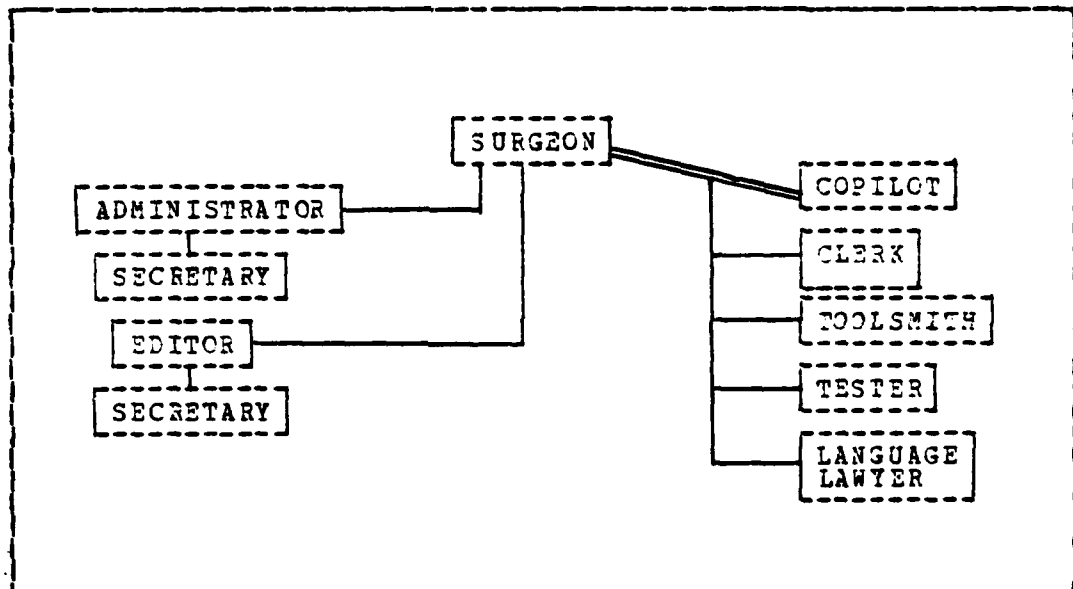 SURGEON
ADMINISTRATOR
SECRETARY
EDITOR
SECRETARY
COPILOT
CLERK
TOOLSMITH
TESTER
LANGUAGE
LAWYER